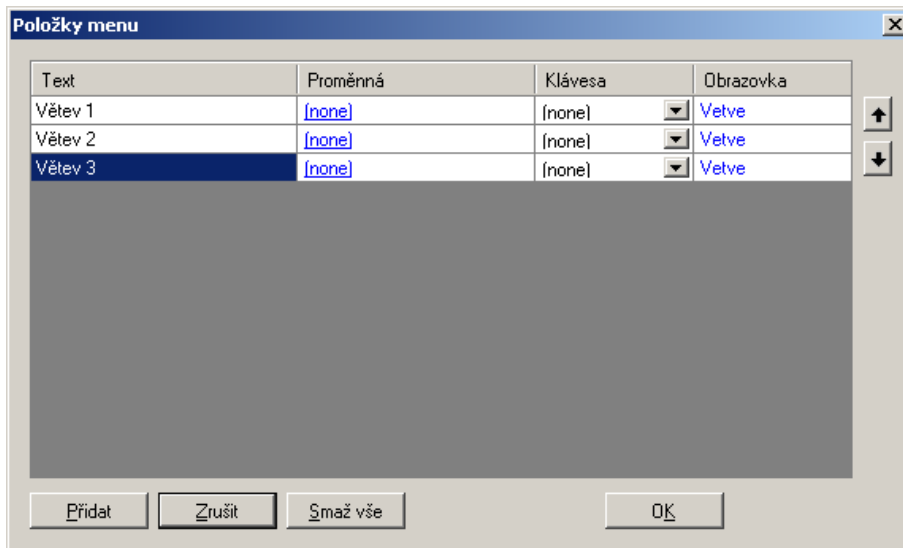 Položky menu
Text Proměnná Klávesa Obrazovka
Větev 1 (none) (none) Vetve
Větev 2 (none) (none) Vetve
Větev 3 (none) (none) Vetve
Přidat Zrušit Smaž vše OK